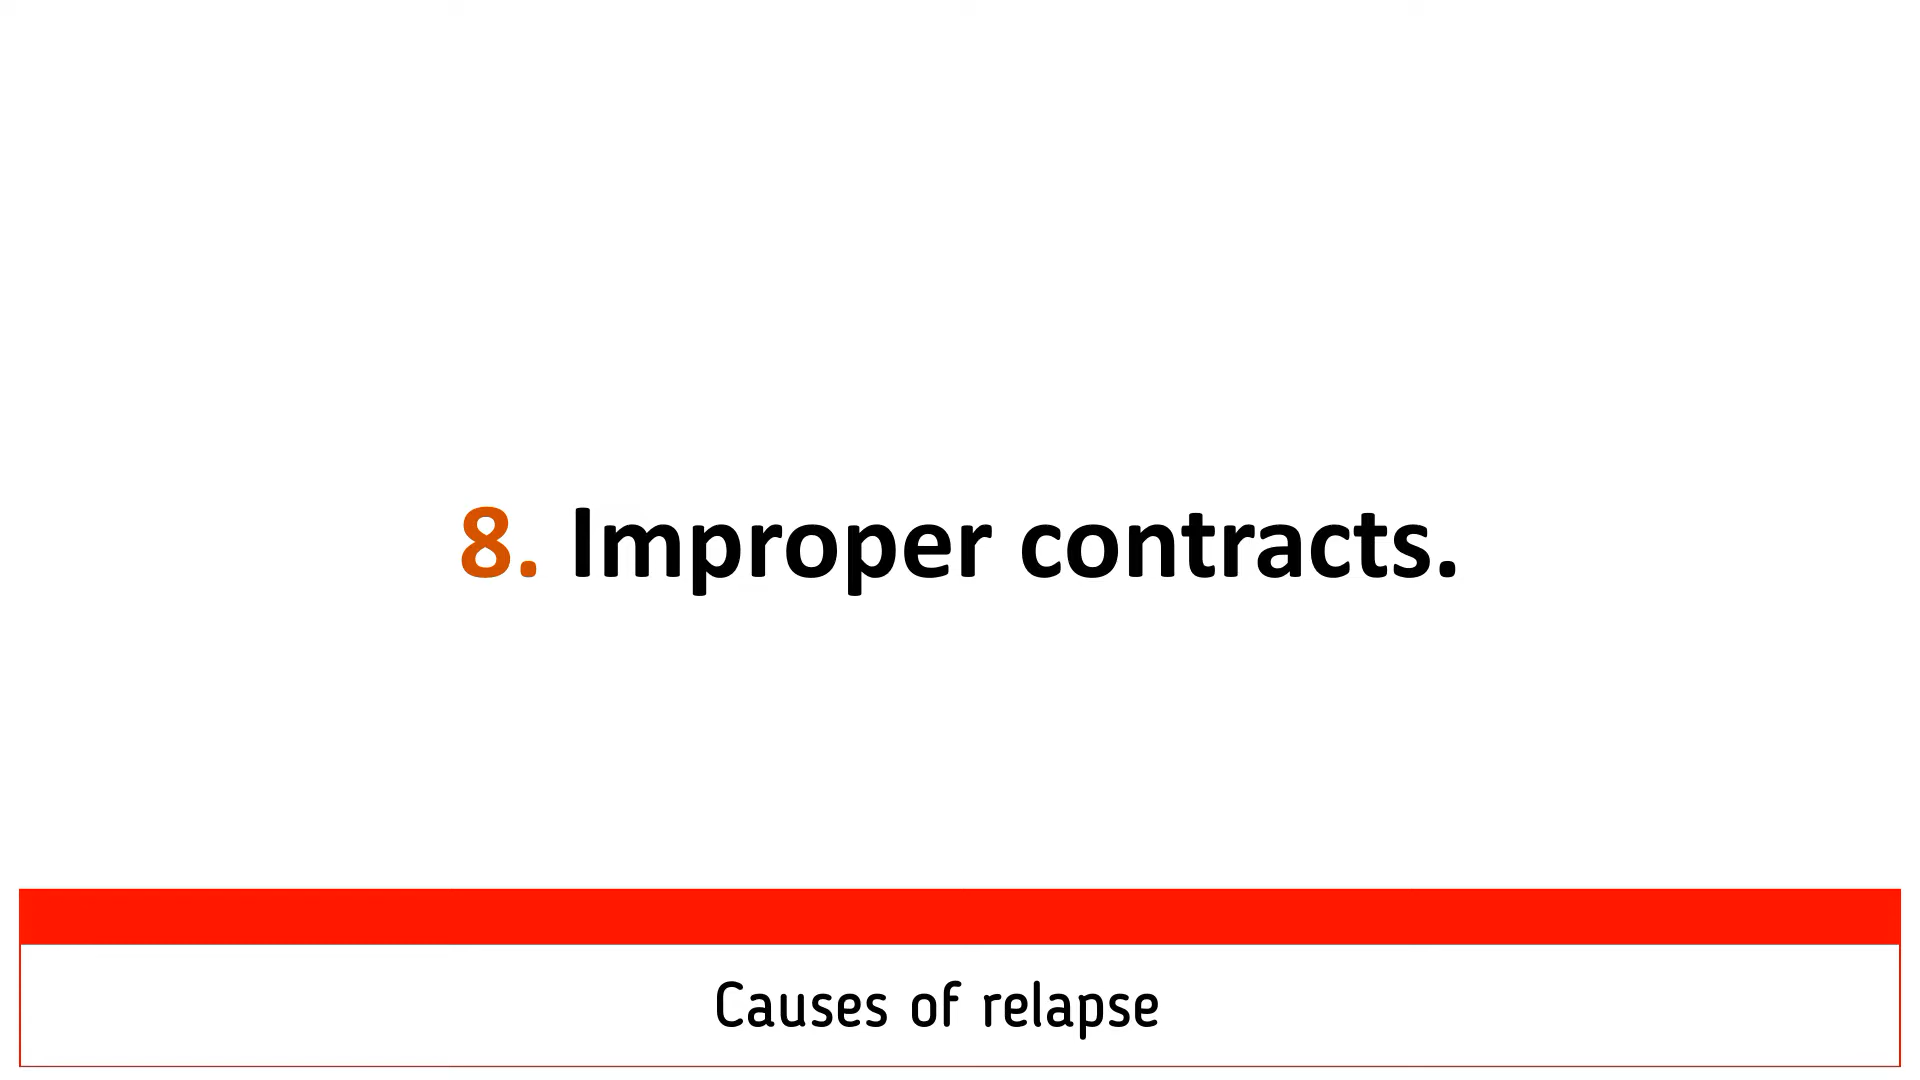 8. Improper contracts.
Causes of relapse